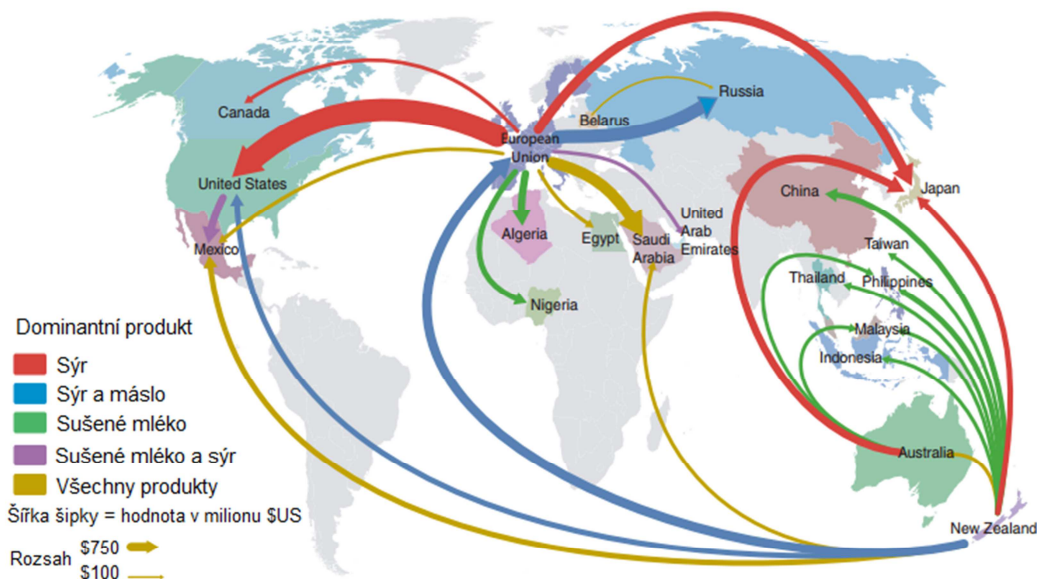 Canada
United States
Mexico
European
Union
Belarus
Russia
Algeria
Nigeria
Egypt
Saudi
Arabia
United
Arab
Emirates
China
Japan
Taiwan
Thailand
Philippines
Malaysia
Indonesia
Australia
New Zealand
Dominantní produkt
Sýr
Sýr a máslo
Sušené mléko
Sušené mléko a sýr
Všechny produkty
Šířka šipky = hodnota v milionu $US
Rozsah
$750
$100